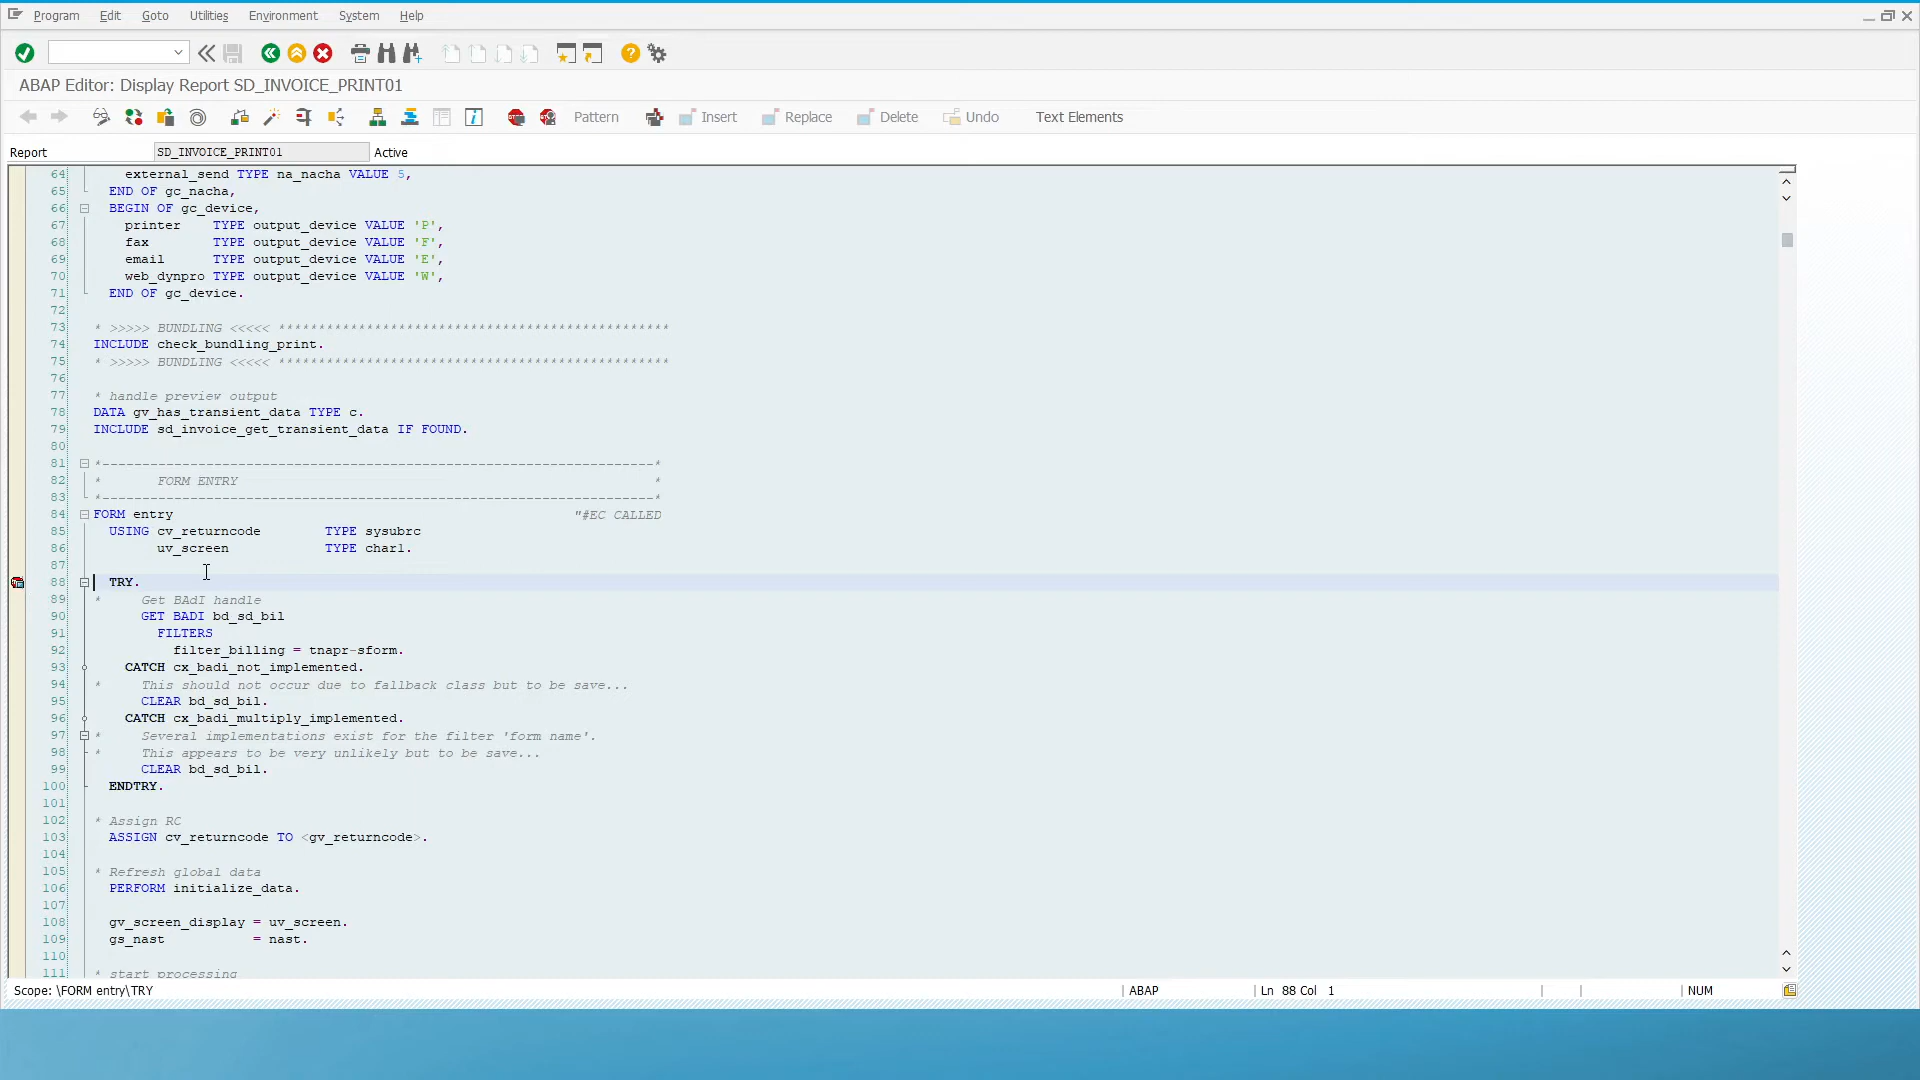 Program Edit Goto Utilities Environment System Help
ABAP Editor: Display Report SD_INVOICE_PRINT01
Pattern Insert Replace Delete Undo Text Elements
Report SD_INVOICE_PRINT01 Active
64 external_send TYPE na_nacha VALUE 5,
65 END OF gc_nacha,
66 BEGIN OF gc_device,
67 printer TYPE output_device VALUE 'P',
68 fax TYPE output_device VALUE 'F',
69 email TYPE output_device VALUE 'E',
70 web_dynpro TYPE output_device VALUE 'W',
71 END OF gc_device.
72
73 * >>>>> BUNDLING <<<<< *************************************************
74 INCLUDE check_bundling_print.
75 * >>>>> BUNDLING <<<<< *************************************************
76
77 * handle preview output
78 DATA gv_has_transient_data TYPE c.
79 INCLUDE sd_invoice_get_transient_data IF FOUND.
80
81 *---------------------------------------------------------------------*
82 * FORM ENTRY *
83 *---------------------------------------------------------------------*
84 FORM entry "#EC CALLED
85 USING cv_returncode TYPE sysubrc
86 uv_screen TYPE char1.
87
88 TRY.
89 * Get BAdI handle
90 GET BADI bd_sd_bil
91 FILTERS
92 filter_billing = tnapr-sform.
93 CATCH cx_badi_not_implemented.
94 * This should not occur due to fallback class but to be save...
95 CLEAR bd_sd_bil.
96 CATCH cx_badi_multiply_implemented.
97 * Several implementations exist for the filter 'form name'.
98 * This appears to be very unlikely but to be save...
99 CLEAR bd_sd_bil.
100 ENDTRY.
101
102 * Assign RC
103 ASSIGN cv_returncode TO <gv_returncode>.
104
105 * Refresh global data
106 PERFORM initialize_data.
107
108 gv_screen_display = uv_screen.
109 gs_nast = nast.
110
111 * start processing
Scope: \FORM entry\TRY ABAP Ln 88 Col 1 NUM